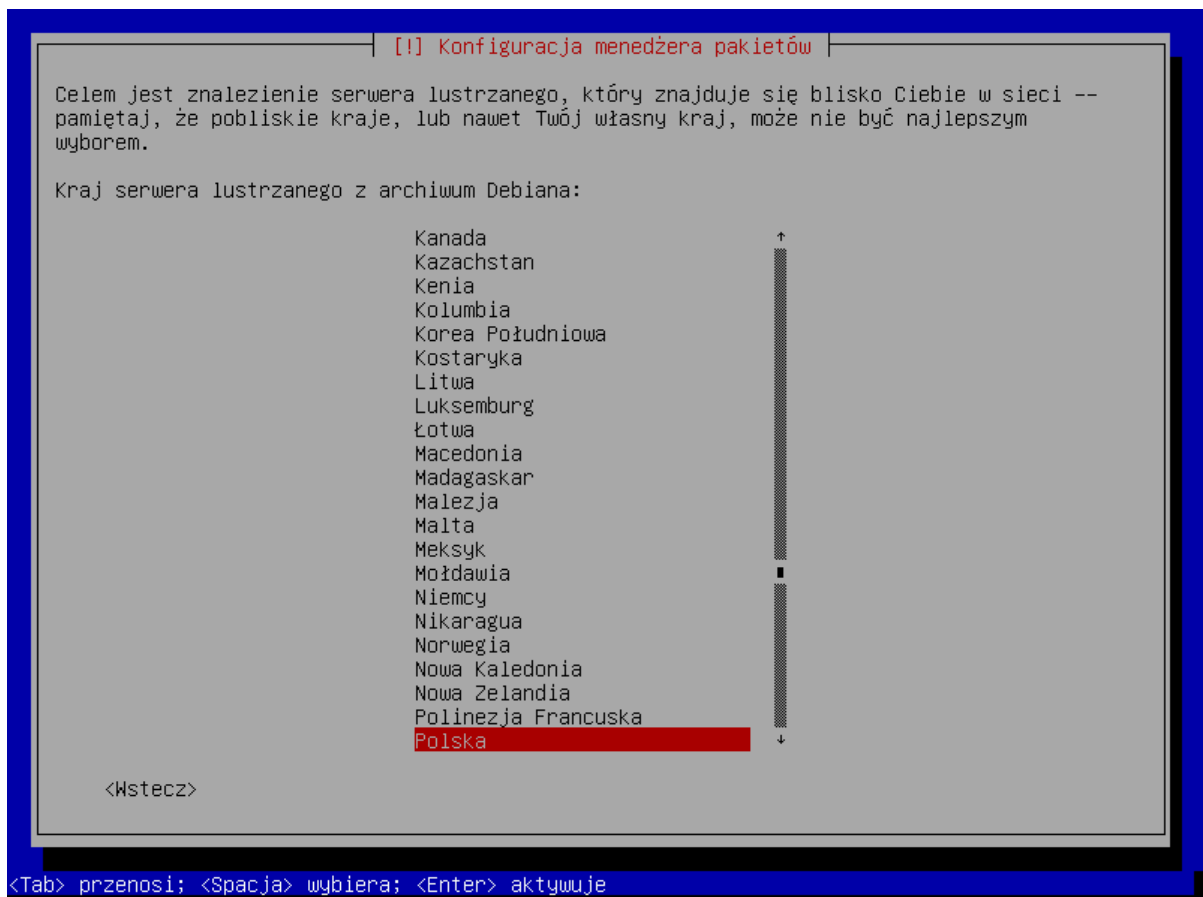 [!] Konfiguracja menedżera pakietów
Celem jest znalezienie serwera lustrzanego, który znajduje się blisko Ciebie w sieci --
pamiętaj, że pobliskie kraje, lub nawet Twój własny kraj, może nie być najlepszym
wyborem.
Kraj serwera lustrzanego z archiwum Debiana:
Kanada
Kazachstan
Kenia
Kolumbia
Korea Południowa
Kostaryka
Litwa
Luksemburg
Łotwa
Macedonia
Madagaskar
Malezja
Malta
Meksyk
Mołdawia
Niemcy
Nikaragua
Norwegia
Nowa Kaledonia
Nowa Zelandia
Polinezja Francuska
Polska
<Wstecz>
<Tab> przenosi; <Spacja> wybiera; <Enter> aktywuje